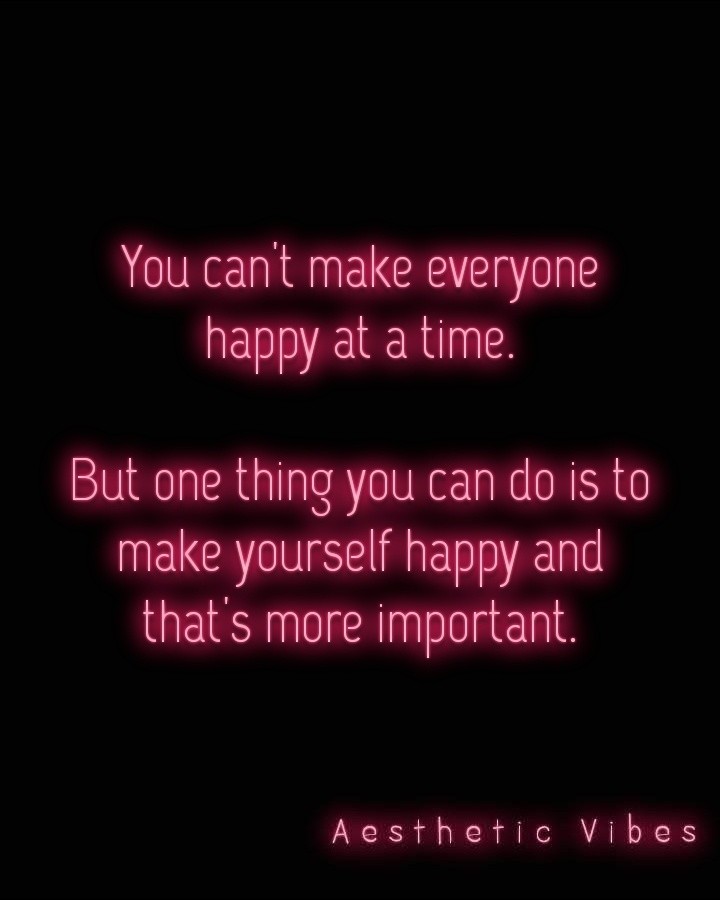 You can't make everyone
happy at a time.
But one thing you can do is to
make yourself happy and
that's more important.
Aesthetic Vibes